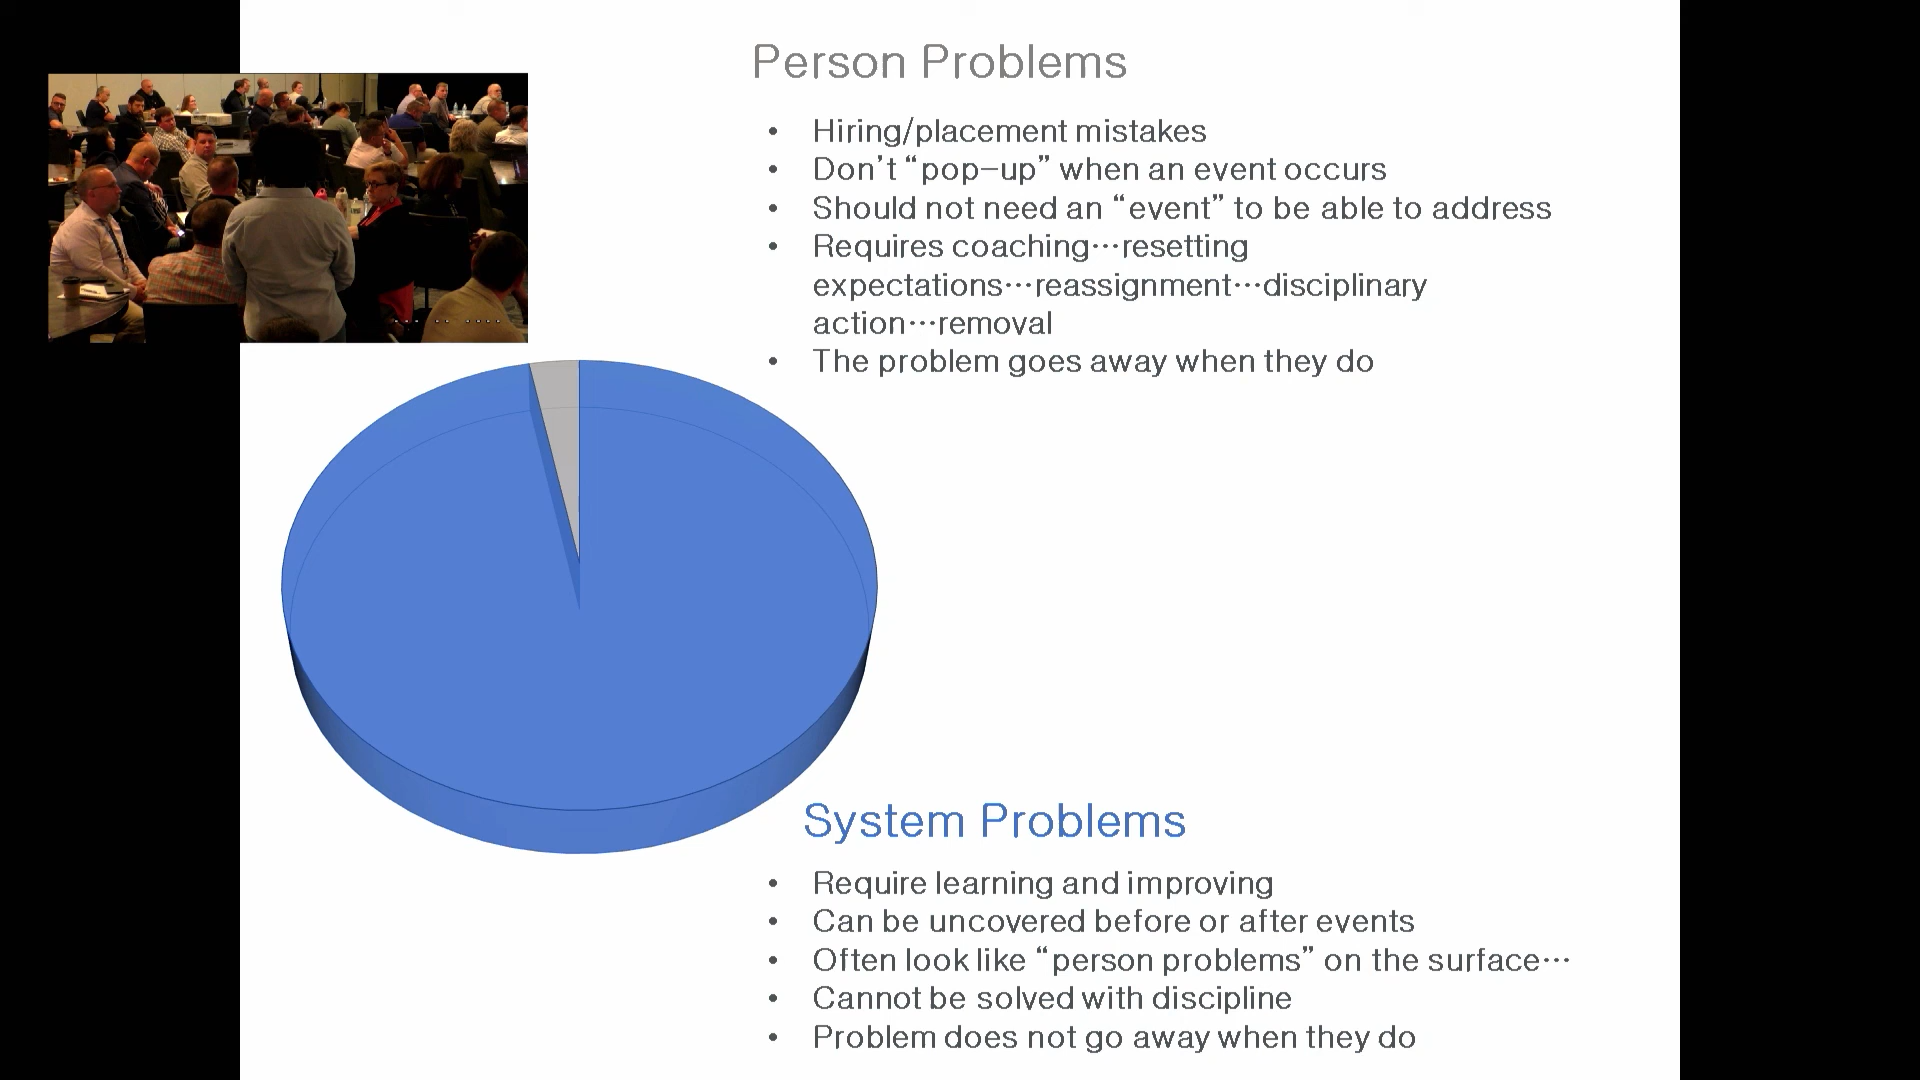 Person Problems
• Hiring/placement mistakes
• Don’t “pop-up” when an event occurs
• Should not need an “event” to be able to address
• Requires coaching…resetting
expectations…reassignment…disciplinary
action…removal
• The problem goes away when they do
System Problems
• Require learning and improving
• Can be uncovered before or after events
• Often look like “person problems” on the surface…
• Cannot be solved with discipline
• Problem does not go away when they do